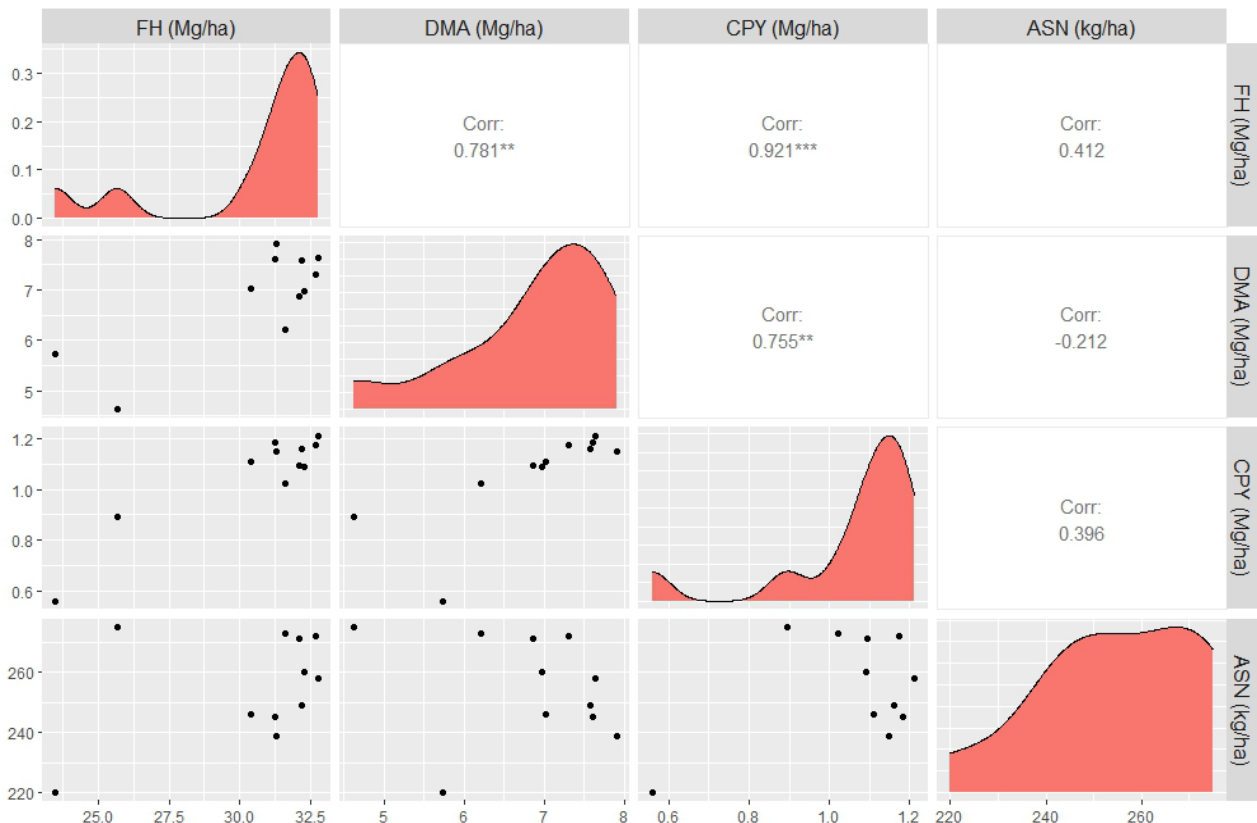 FH (Mg/ha) DMA (Mg/ha) CPY (Mg/ha) ASN (kg/ha)
0.3
0.2
0.1
0.0
Corr:
0.781**
Corr:
0.921***
Corr:
0.412
FH (Mg/ha)
8
7
6
5
Corr:
0.755**
Corr:
-0.212
DMA (Mg/ha)
1.2
1.0
0.8
0.6
Corr:
0.396
CPY (Mg/ha)
260
240
220
ASN (kg/ha)
25.0 27.5 30.0 32.5 5 6 7 8 0.6 0.8 1.0 1.2 220 240 260